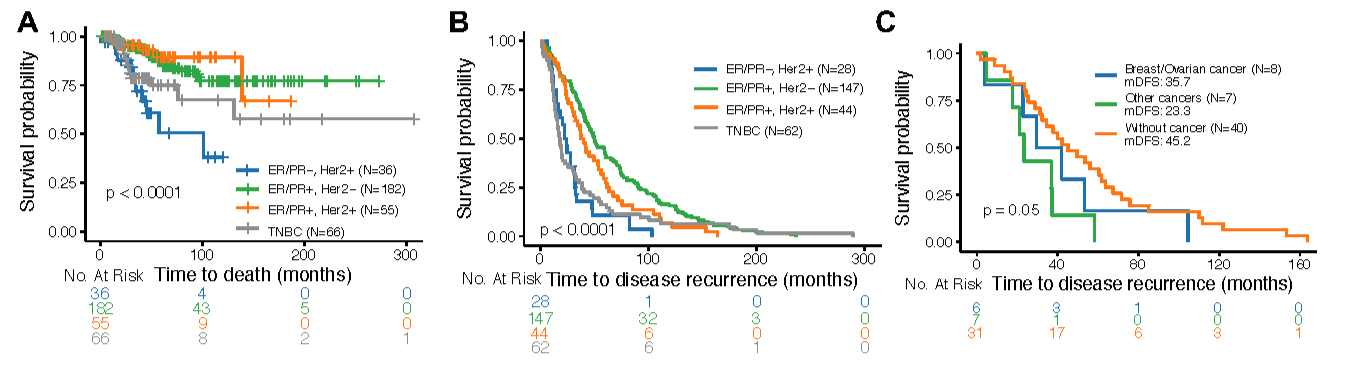 A
Survival probability
1.00
0.75
0.50
0.25
0.00
p < 0.0001
ER/PR−, Her2+ (N=36)
ER/PR+, Her2− (N=182)
ER/PR+, Her2+ (N=55)
TNBC (N=66)
0 100 200 300
No. At Risk Time to death (months)
36 4 0 0
182 43 5 0
55 9 0 0
66 8 2 1
B
Survival probability
1.00
0.75
0.50
0.25
0.00
ER/PR−, Her2+ (N=28)
ER/PR+, Her2− (N=147)
ER/PR+, Her2+ (N=44)
TNBC (N=62)
p < 0.0001
0 100 200 300
No. At Risk Time to disease recurrence (months)
28 1 0 0
147 32 3 0
44 6 0 0
62 6 1 0
C
Survival probability
1.00
0.75
0.50
0.25
0.00
Breast/Ovarian cancer (N=8)
mDFS: 35.7
Other cancers (N=7)
mDFS: 23.3
Without cancer (N=40)
mDFS: 45.2
p = 0.05
0 40 80 120 160
No. At Risk Time to disease recurrence (months)
6 3 1 0 0
7 1 0 0 0
31 17 6 3 1